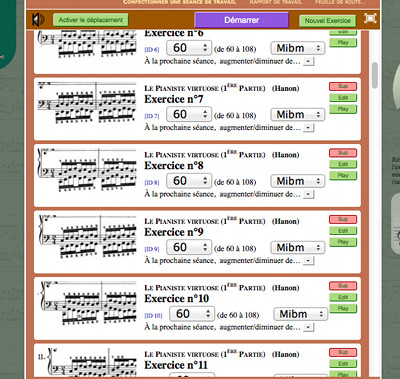 CONFECTIONNER UNE SÉANCE DE TRAVAIL RAPPORT DE TRAVAIL FEUILLE DE ROUTE...
Activer le déplacement Démarrer Nouvel Exercice
Exercice n°6
[ID 6] 60 (de 60 à 108) Mibm Edit
Play
À la prochaine séance, augmenter/diminuer de...
LE PIANISTE VIRTUOSE (1ÈRE PARTIE) (Hanon) Sup
Exercice n°7 Edit
[ID 7] 60 (de 60 à 108) Mibm Play
À la prochaine séance, augmenter/diminuer de...
LE PIANISTE VIRTUOSE (1ÈRE PARTIE) (Hanon) Sup
Exercice n°8 Edit
[ID 8] 60 (de 60 à 108) Mibm Play
À la prochaine séance, augmenter/diminuer de...
LE PIANISTE VIRTUOSE (1ÈRE PARTIE) (Hanon) Sup
Exercice n°9 Edit
[ID 9] 60 (de 60 à 108) Mibm Play
À la prochaine séance, augmenter/diminuer de...
LE PIANISTE VIRTUOSE (1ÈRE PARTIE) (Hanon) Sup
Exercice n°10 Edit
[ID 10] 60 (de 60 à 108) Mibm Play
À la prochaine séance, augmenter/diminuer de...
11. LE PIANISTE VIRTUOSE (1ÈRE PARTIE) (Hanon) Sup
Exercice n°11 Edit